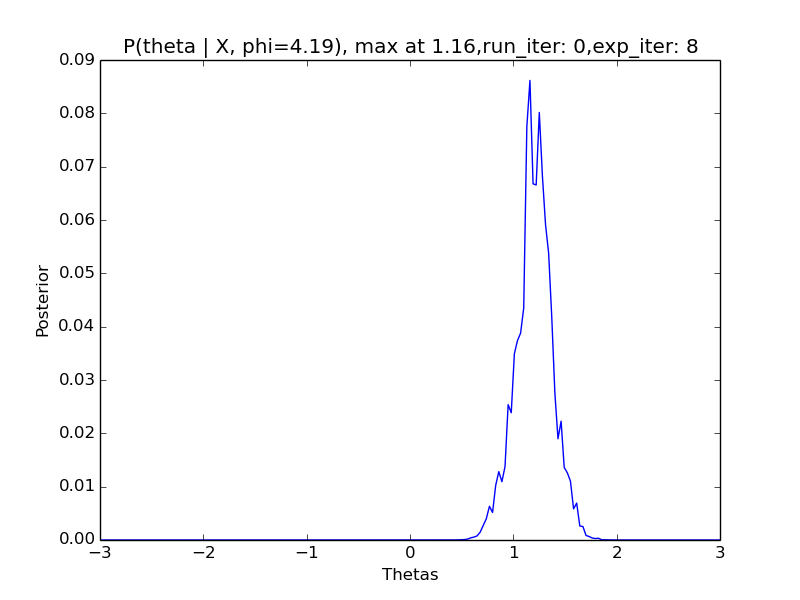 P(theta | X, phi=4.19), max at 1.16,run_iter: 0,exp_iter: 8
0.09
0.08
0.07
0.06
0.05
0.04
0.03
0.02
0.01
0.00
Posterior
−3 −2 −1 0 1 2 3
Thetas